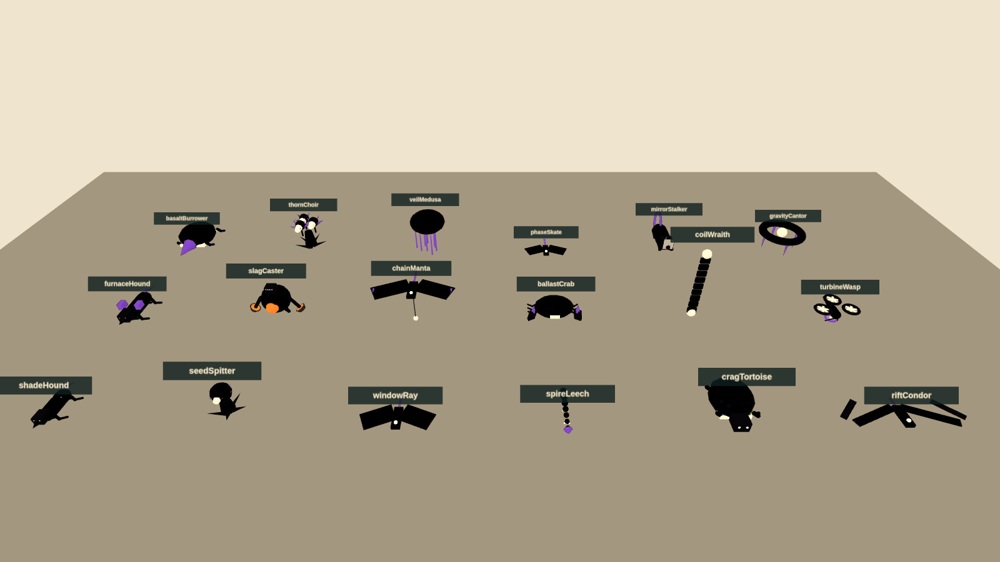 basaltBurrower
thornChoir
veilMedusa
phaseSkate
mirrorStalker
coilWraith
gravityCantor
furnaceHound
slagCaster
chainManta
ballastCrab
turbineWasp
shadeHound
seedSpitter
windowRay
spireLeech
cragTortoise
riftCondor